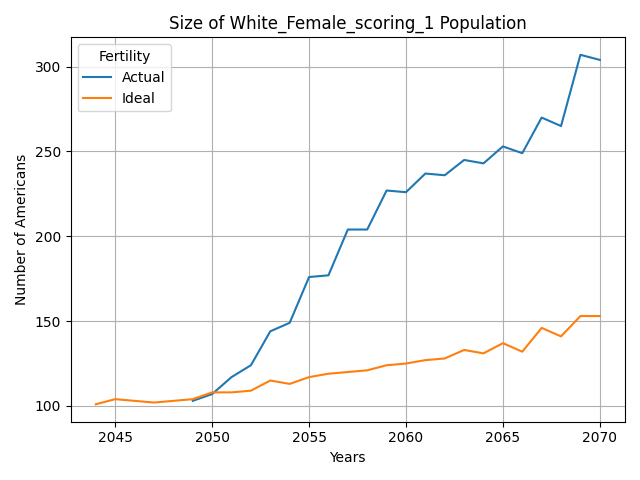 Size of White_Female_scoring_1 Population
Fertility
Actual
Ideal
Number of Americans
300
250
200
150
100
2045 2050 2055 2060 2065 2070
Years